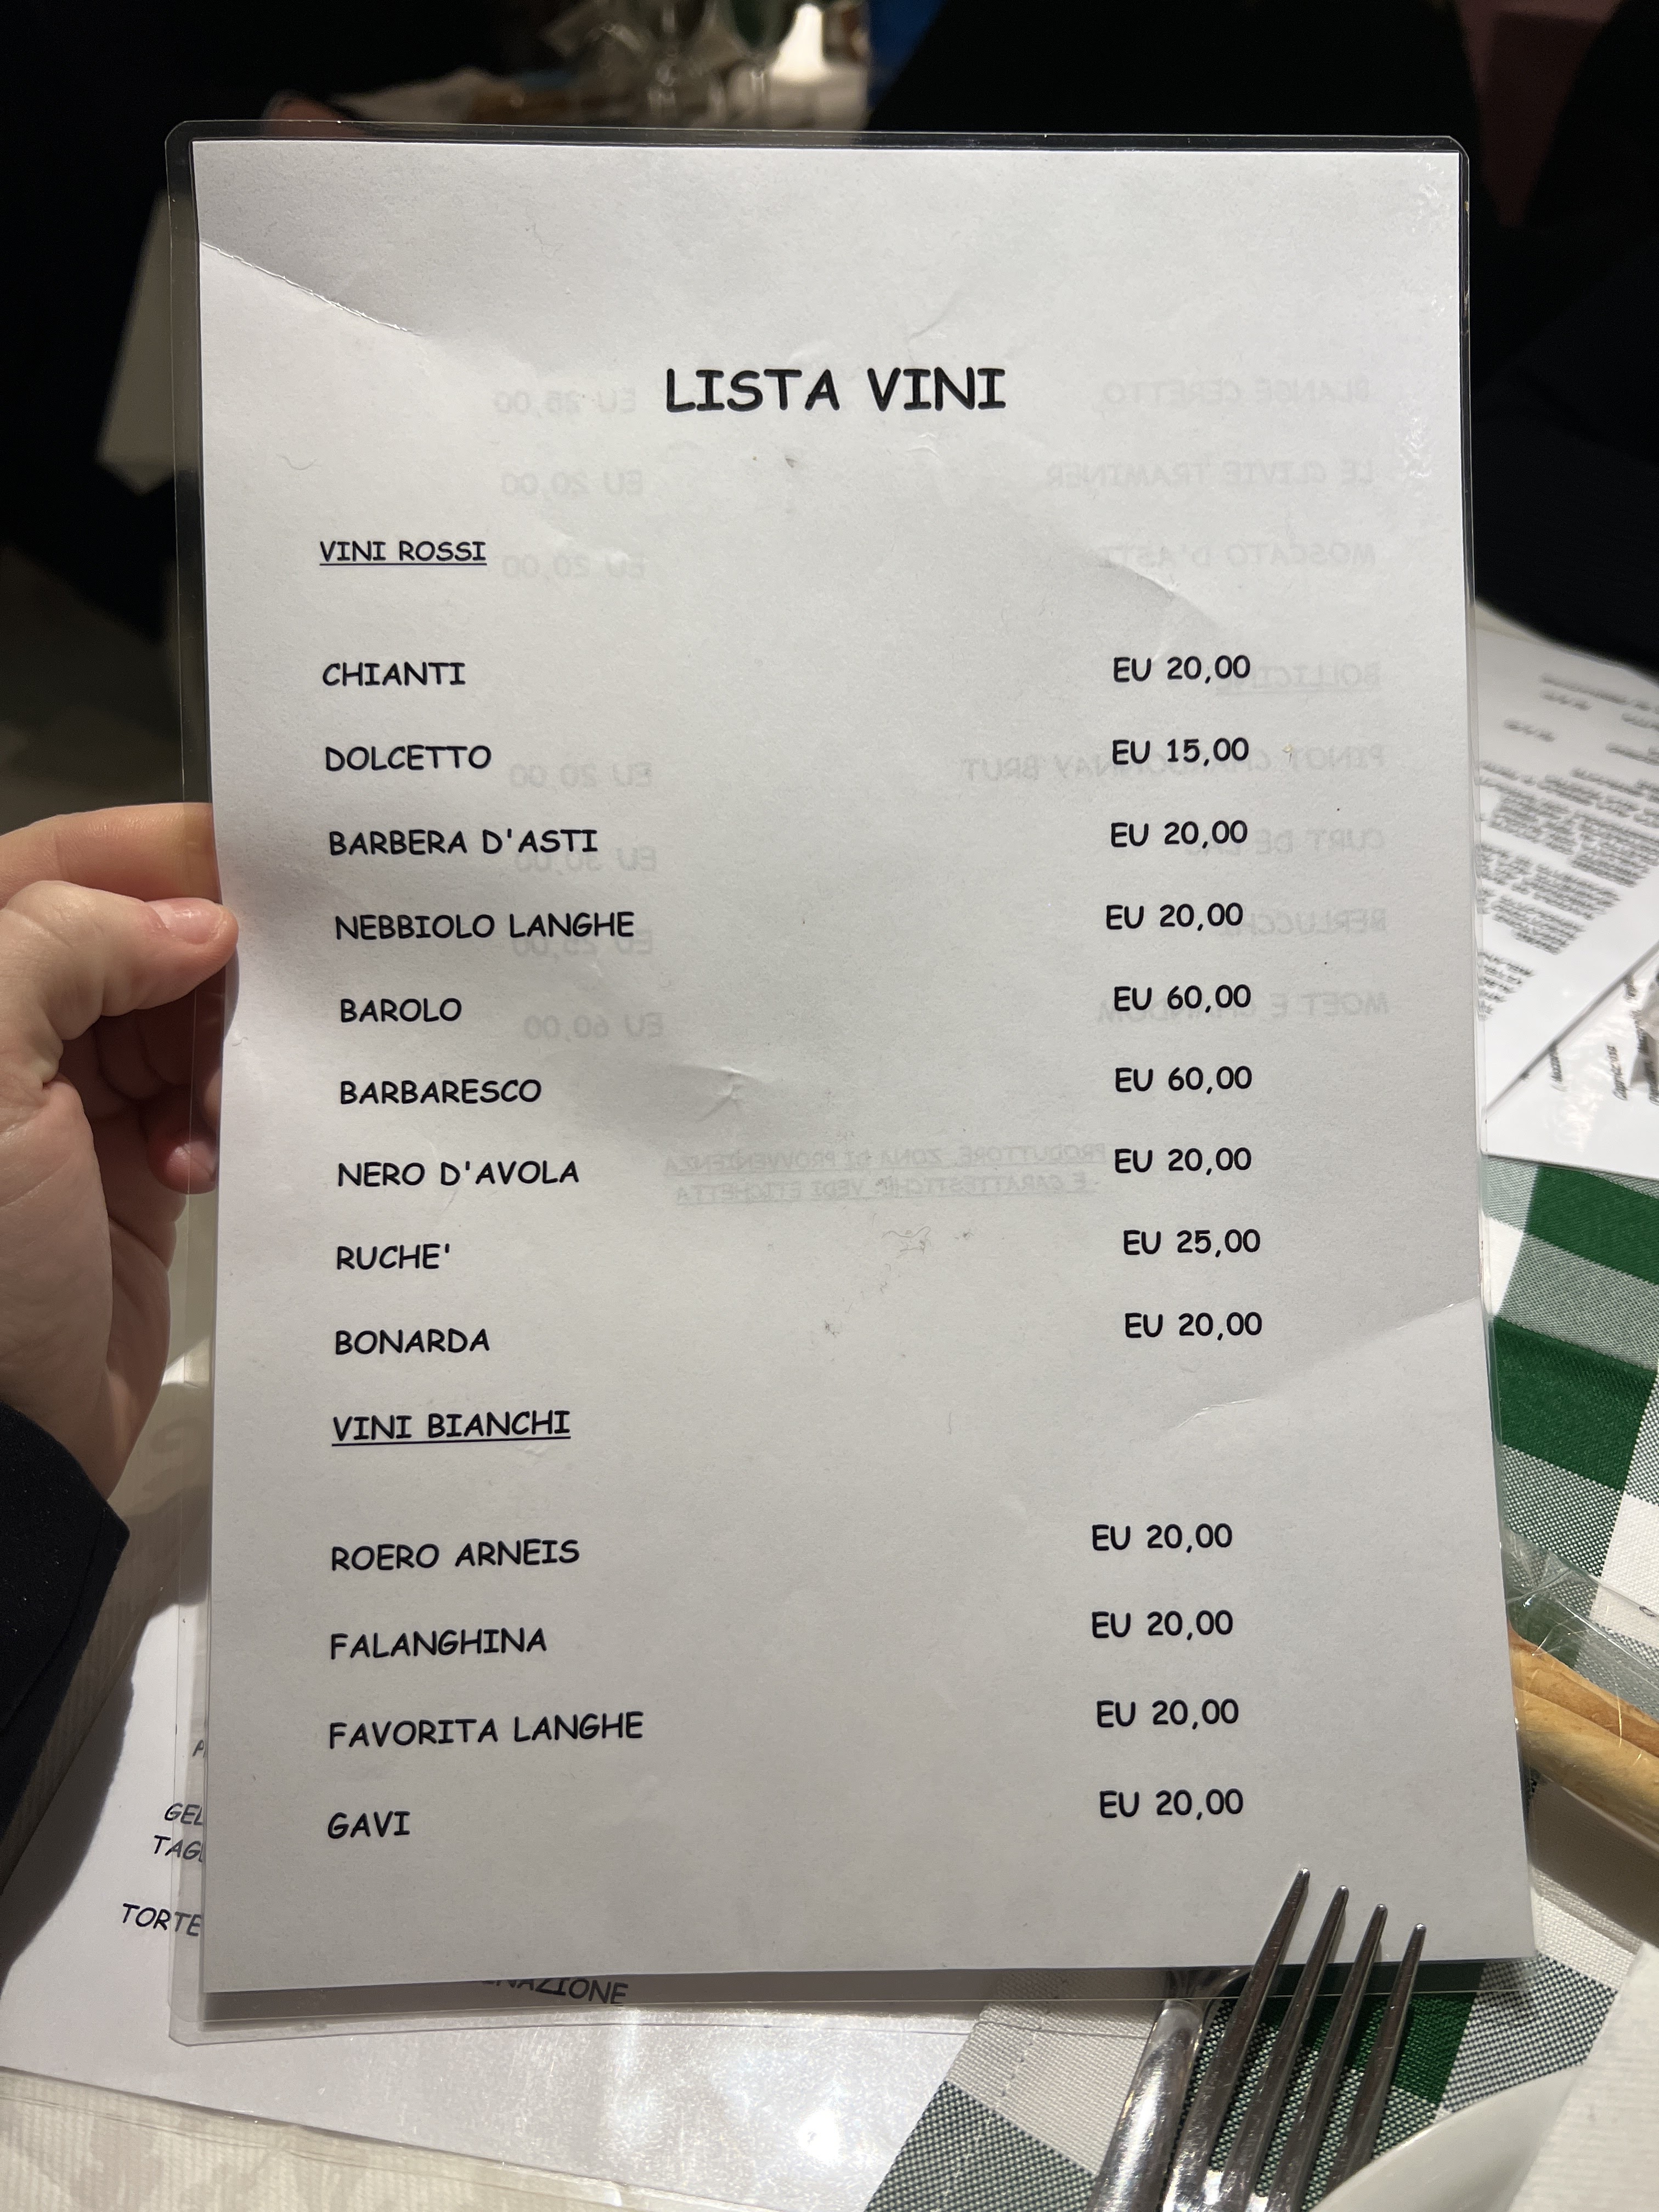 LISTA VINI
VINI ROSSI
CHIANTI EU 20,00
DOLCETTO EU 15,00
BARBERA D'ASTI EU 20,00
NEBBIOLO LANGHE EU 20,00
BAROLO EU 60,00
BARBARESCO EU 60,00
NERO D'AVOLA EU 20,00
RUCHE' EU 25,00
BONARDA EU 20,00
VINI BIANCHI
ROERO ARNEIS EU 20,00
FALANGHINA EU 20,00
FAVORITA LANGHE EU 20,00
GAVI EU 20,00